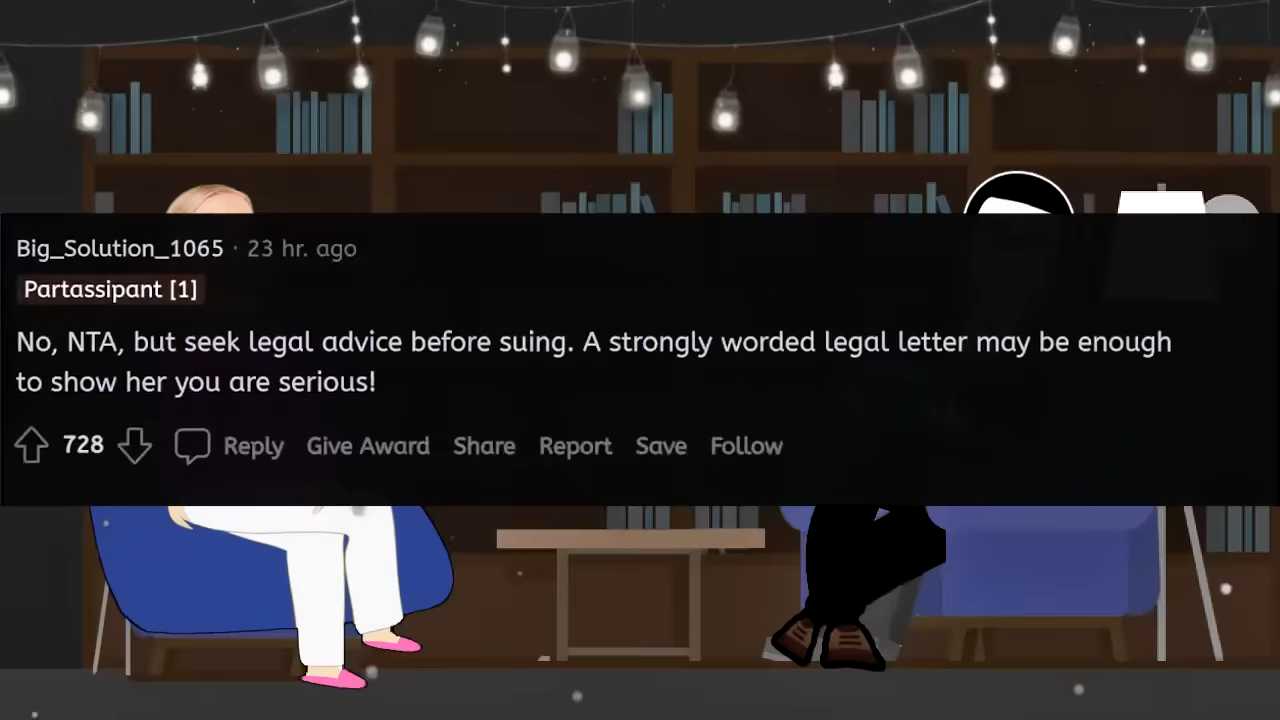 Big_Solution_1065 · 23 hr. ago
Partassipant [1]
No, NTA, but seek legal advice before suing. A strongly worded legal letter may be enough
to show her you are serious!
728 Reply Give Award Share Report Save Follow